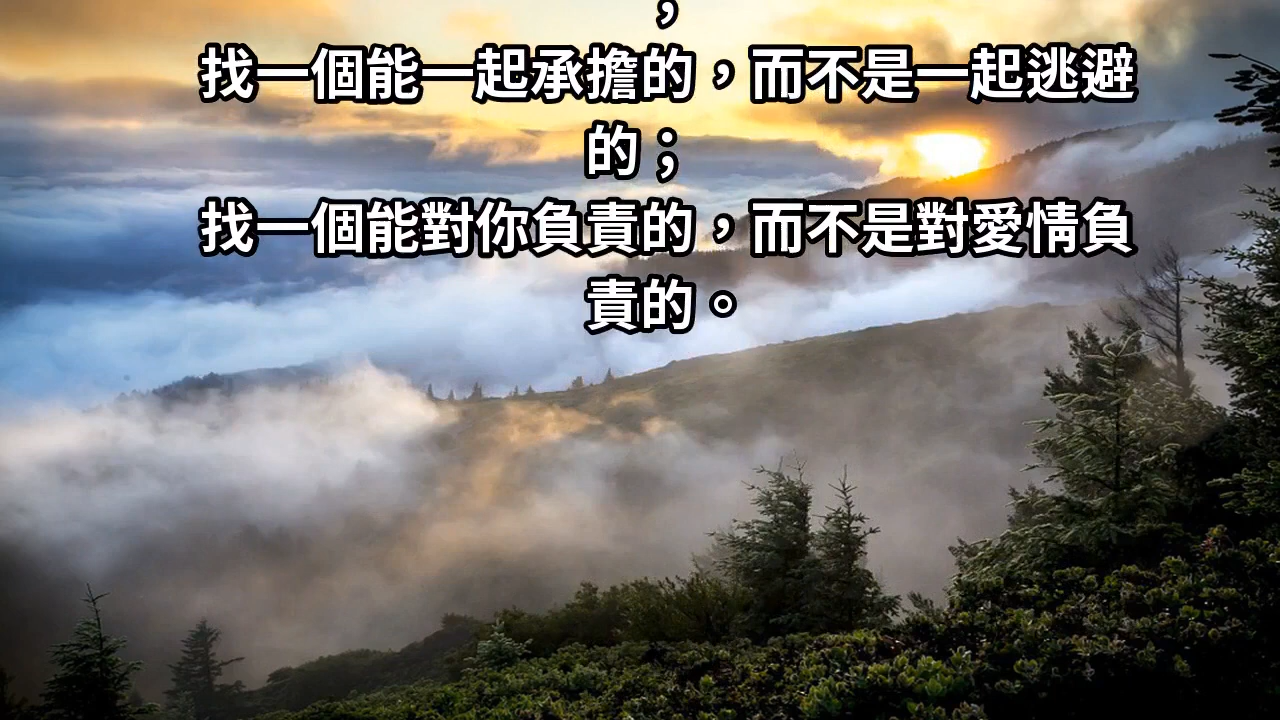 ，
找一個能一起承擔的，而不是一起逃避
的；
找一個能對你負責的，而不是對愛情負
責的。